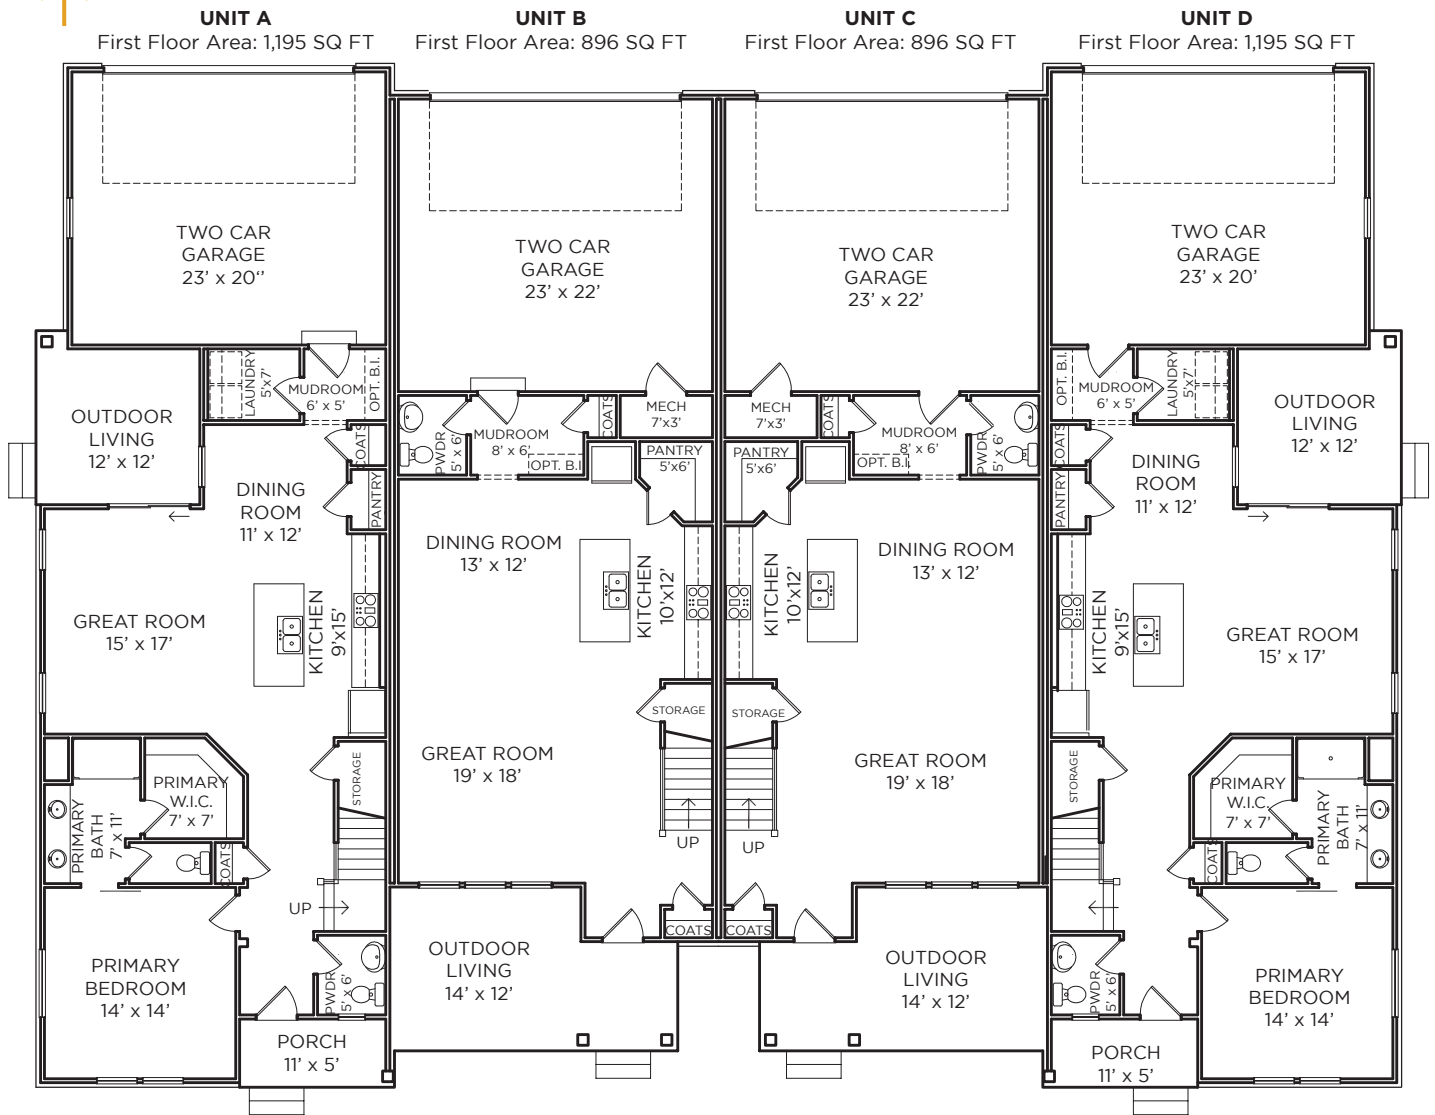 UNIT A
First Floor Area: 1,195 SQ FT
TWO CAR
GARAGE
23’ x 20‘’
LAUNDRY
5’x7’
MUDROOM
6’ x 5’
OPT. B.I.
OUTDOOR
LIVING
12’ x 12’
COATS
DINING
ROOM
11’ x 12’
PANTRY
GREAT ROOM
15’ x 17’
KITCHEN
9’x15’
PRIMARY
W.I.C.
7’ x 7’
STORAGE
PRIMARY
BATH
7’ x 11’
COATS
UP
PRIMARY
BEDROOM
14’ x 14’
PWDR
5’ x 6’
PORCH
11’ x 5’
UNIT B
First Floor Area: 896 SQ FT
TWO CAR
GARAGE
23’ x 22’
COATS
MECH
7’x3’
PWDR
5’ x 6’
MUDROOM
8’ x 6’
OPT. B.I.
PANTRY
5’x6’
DINING ROOM
13’ x 12’
KITCHEN
10’x12’
STORAGE
GREAT ROOM
19’ x 18’
UP
COATS
OUTDOOR
LIVING
14’ x 12’
UNIT C
First Floor Area: 896 SQ FT
TWO CAR
GARAGE
23’ x 22’
MECH
7’x3’
COATS
MUDROOM
8’ x 6’
PWDR
5’ x 6’
PANTRY
5’x6’
OPT. B.I.
DINING ROOM
13’ x 12’
KITCHEN
10’x12’
STORAGE
GREAT ROOM
19’ x 18’
UP
COATS
OUTDOOR
LIVING
14’ x 12’
UNIT D
First Floor Area: 1,195 SQ FT
TWO CAR
GARAGE
23’ x 20’
OPT. B.I.
MUDROOM
6’ x 5’
LAUNDRY
5’x7’
OUTDOOR
LIVING
12’ x 12’
COATS
DINING
ROOM
11’ x 12’
PANTRY
KITCHEN
9’x15’
GREAT ROOM
15’ x 17’
STORAGE
PRIMARY
W.I.C.
7’ x 7’
PRIMARY
BATH
7’ x 11’
COATS
PRIMARY
BEDROOM
14’ x 14’
PWDR
5’ x 6’
PORCH
11’ x 5’